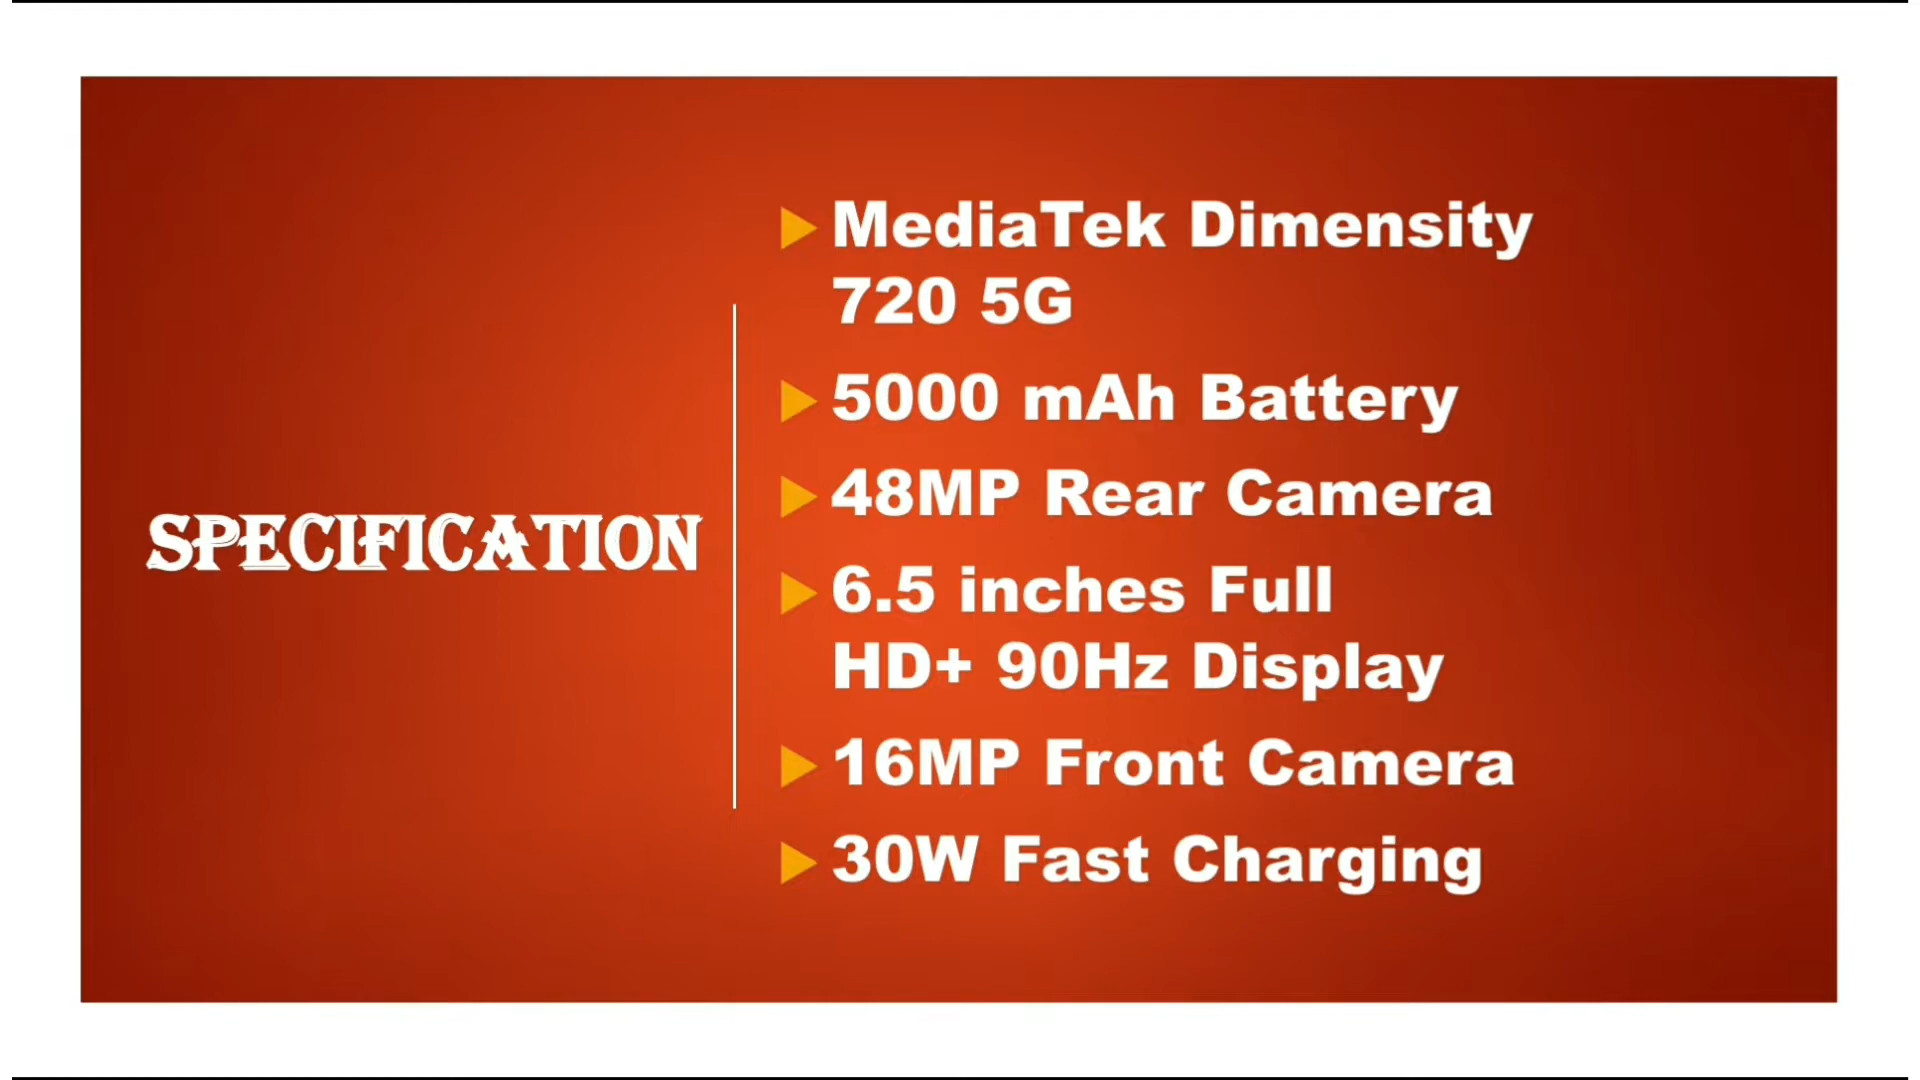 SPECIFICATION
MediaTek Dimensity
720 5G
5000 mAh Battery
48MP Rear Camera
6.5 inches Full
HD+ 90Hz Display
16MP Front Camera
30W Fast Charging